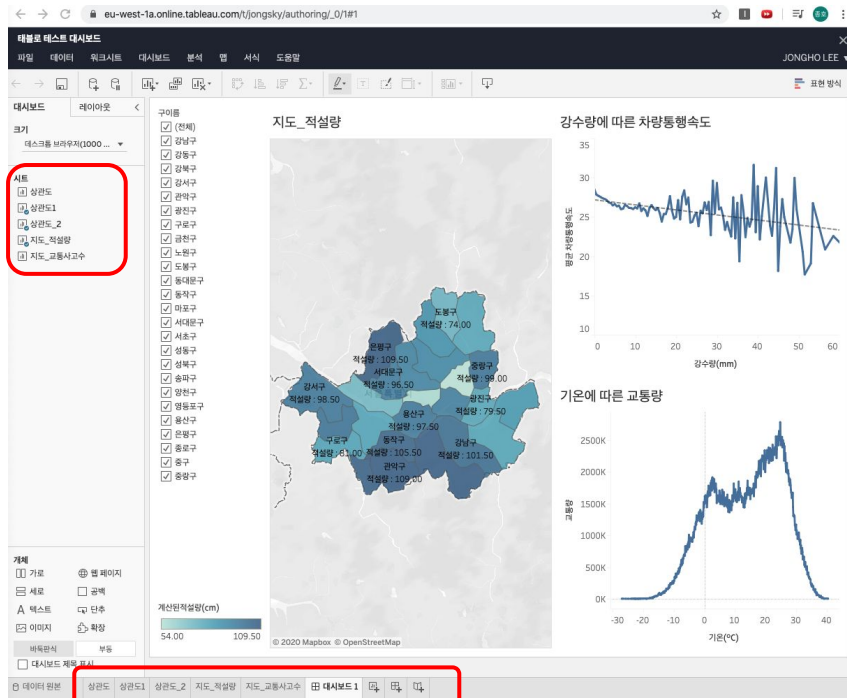 eu-west-1a.online.tableau.com/t/jongsky/authoring/_0/1#1
종호
태블로 테스트 대시보드
파일 데이터 워크시트 대시보드 분석 맵 서식 도움말
JONGHO LEE
표현 방식
대시보드 레이아웃
크기
데스크톱 브라우저(1000 ...
시트
상관도
상관도1
상관도_2
지도_적설량
지도_교통사고수
개체
가로 웹 페이지
세로 공백
A 텍스트 단추
이미지 확장
바둑판식 부동
대시보드 제목 표시
구이름
(전체)
강남구
강동구
강북구
강서구
관악구
광진구
구로구
금천구
노원구
도봉구
동대문구
동작구
마포구
서대문구
서초구
성동구
성북구
송파구
양천구
영등포구
용산구
은평구
종로구
중구
중랑구
계산된적설량(cm)
54.00 109.50
지도_적설량
도봉구
적설량 : 74.00
은평구
적설량 : 109.50
서대문구
적설량 : 96.50
중랑구
적설량 : 99.00
강서구
적설량 : 98.50
광진구
적설량 : 79.50
용산구
적설량 : 97.50
구로구
적설량 : 81.00
동작구
적설량 : 105.50
강남구
적설량 : 101.50
관악구
적설량 : 109.00
© 2020 Mapbox © OpenStreetMap
강수량에 따른 차량통행속도
35
30
25
20
15
10
평균 차량통행속도
0 10 20 30 40 50 60
강수량(mm)
기온에 따른 교통량
2500K
2000K
1500K
1000K
500K
0K
교통량
-30 -20 -10 0 10 20 30 40
기온(ºC)
데이터 원본 상관도 상관도1 상관도_2 지도_적설량 지도_교통사고수 대시보드 1